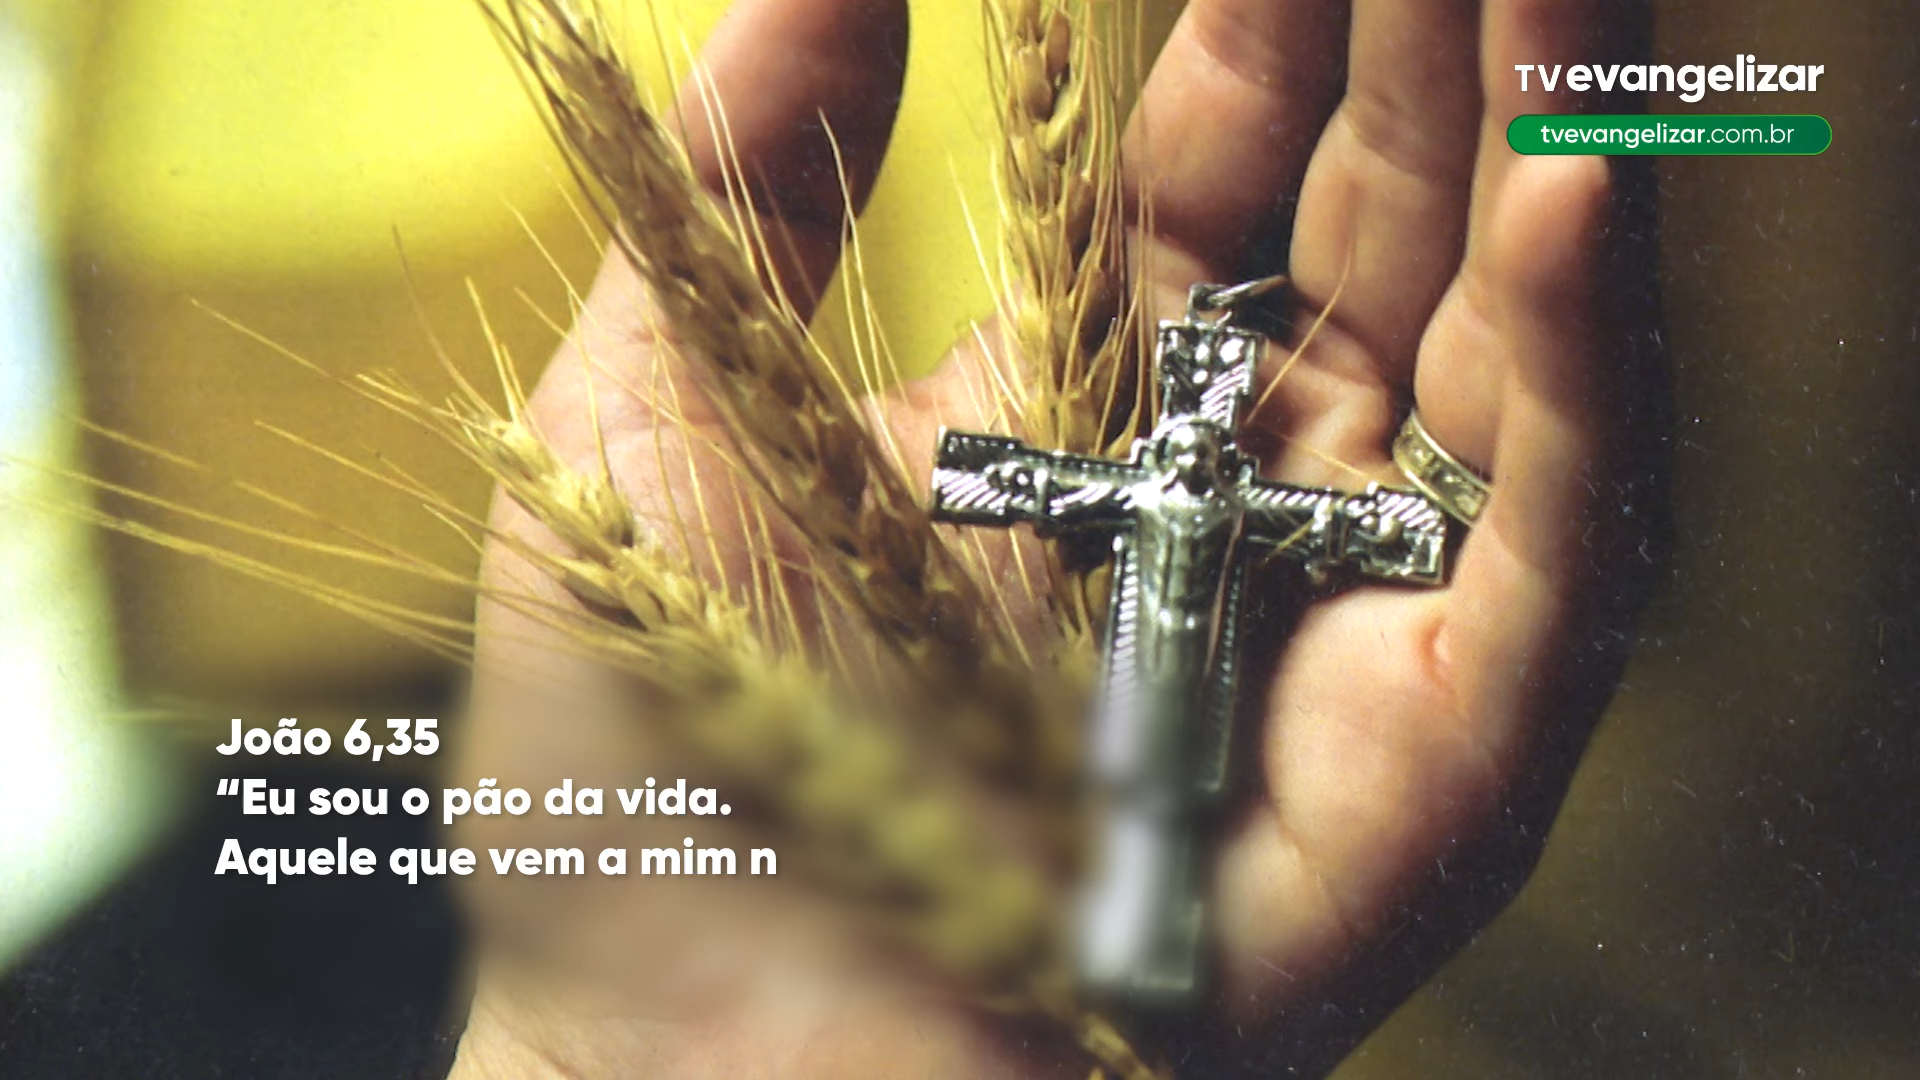 TV evangelizar
tvevangelizar.com.br
João 6,35
“Eu sou o pão da vida.
Aquele que vem a mim n